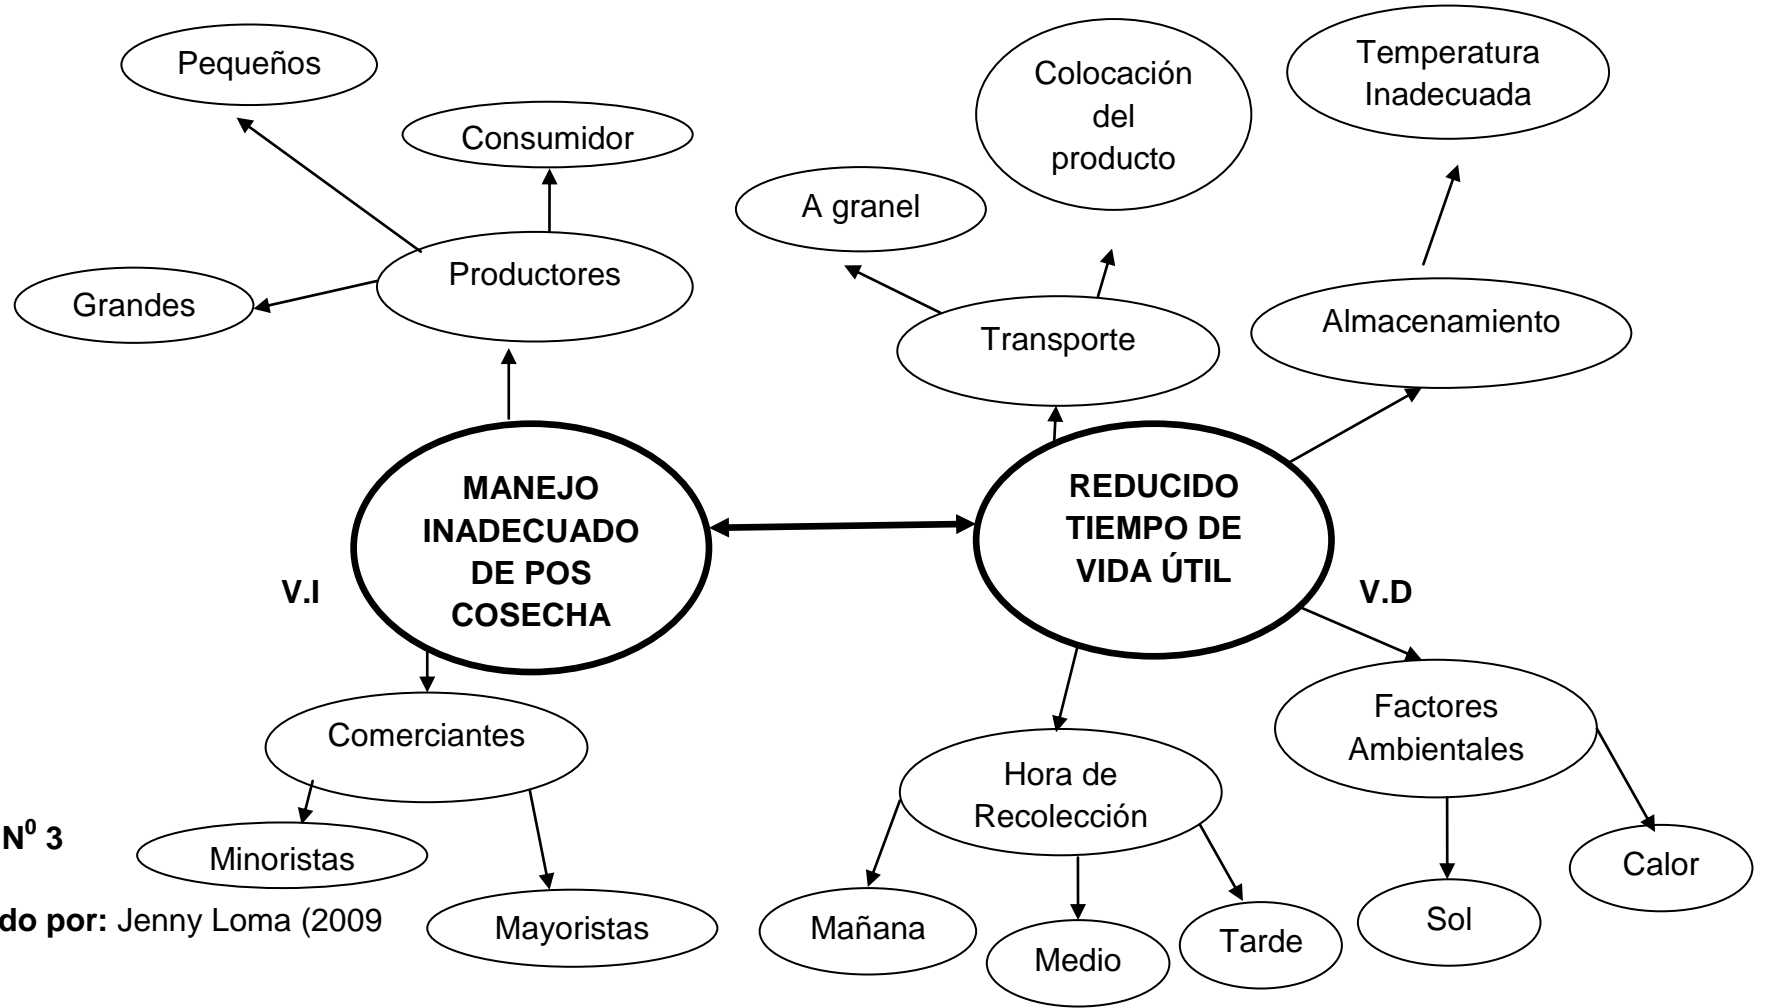 Pequeños
Consumidor
Grandes
Productores
A granel
Colocación
del
producto
Temperatura
Inadecuada
Transporte
Almacenamiento
MANEJO
INADECUADO
DE POS
COSECHA
V.I
REDUCIDO
TIEMPO DE
VIDA ÚTIL
V.D
Comerciantes
Minoristas
Mayoristas
Hora de
Recolección
Mañana
Medio
Tarde
Factores
Ambientales
Sol
Calor
N⁰ 3
do por: Jenny Loma (2009